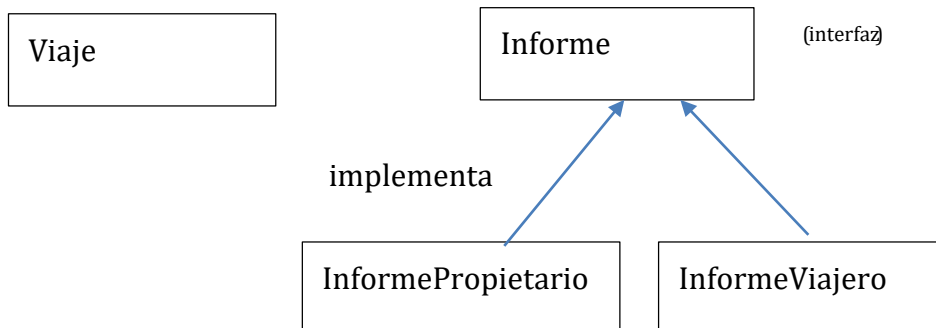 Viaje
Informe
(interfaz)
implementa
InformePropietario
InformeViajero